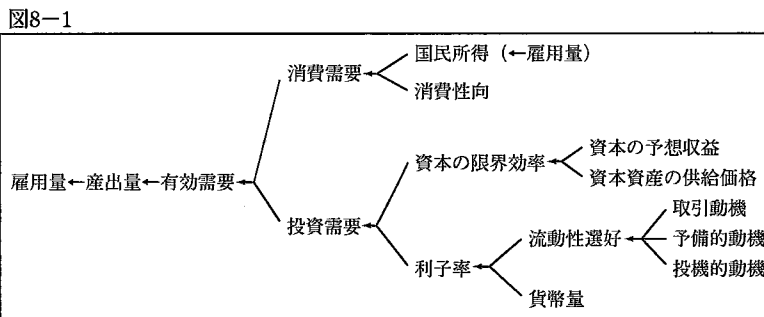 図8-1
国民所得（←雇用量）
消費需要
消費性向
資本の予想収益
資本の限界効率
資本資産の供給価格
雇用量←産出量←有効需要
取引動機
投資需要
流動性選好
予備的動機
利子率
投機的動機
貨幣量